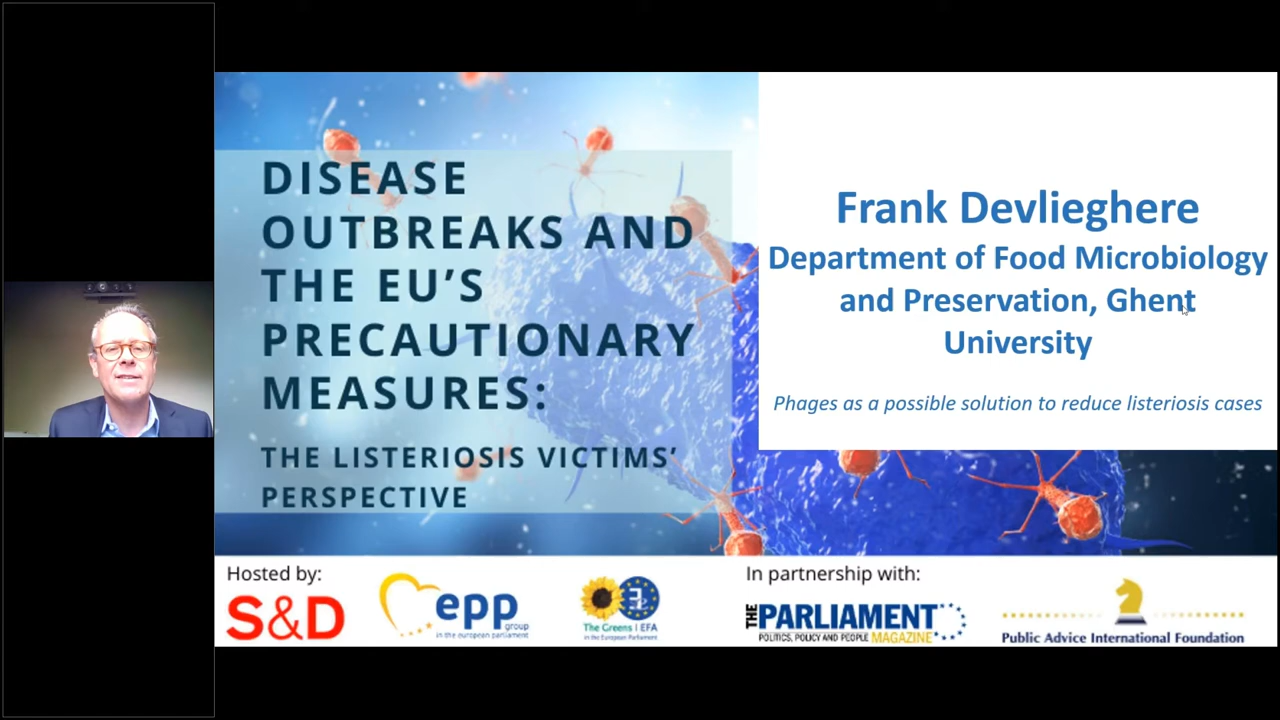 DISEASE
OUTBREAKS AND
THE EU'S
PRECAUTIONARY
MEASURES:
THE LISTERIOSIS VICTIMS'
PERSPECTIVE
Frank Devlieghere
Department of Food Microbiology
and Preservation, Ghent
University
Phages as a possible solution to reduce listeriosis cases
Hosted by:
S&D
epp
group
in the european parliament
The Greens | EFA
in the European Parliament
In partnership with:
THE PARLIAMENT
POLITICS, POLICY AND PEOPLE MAGAZINE
Public Advice International Foundation